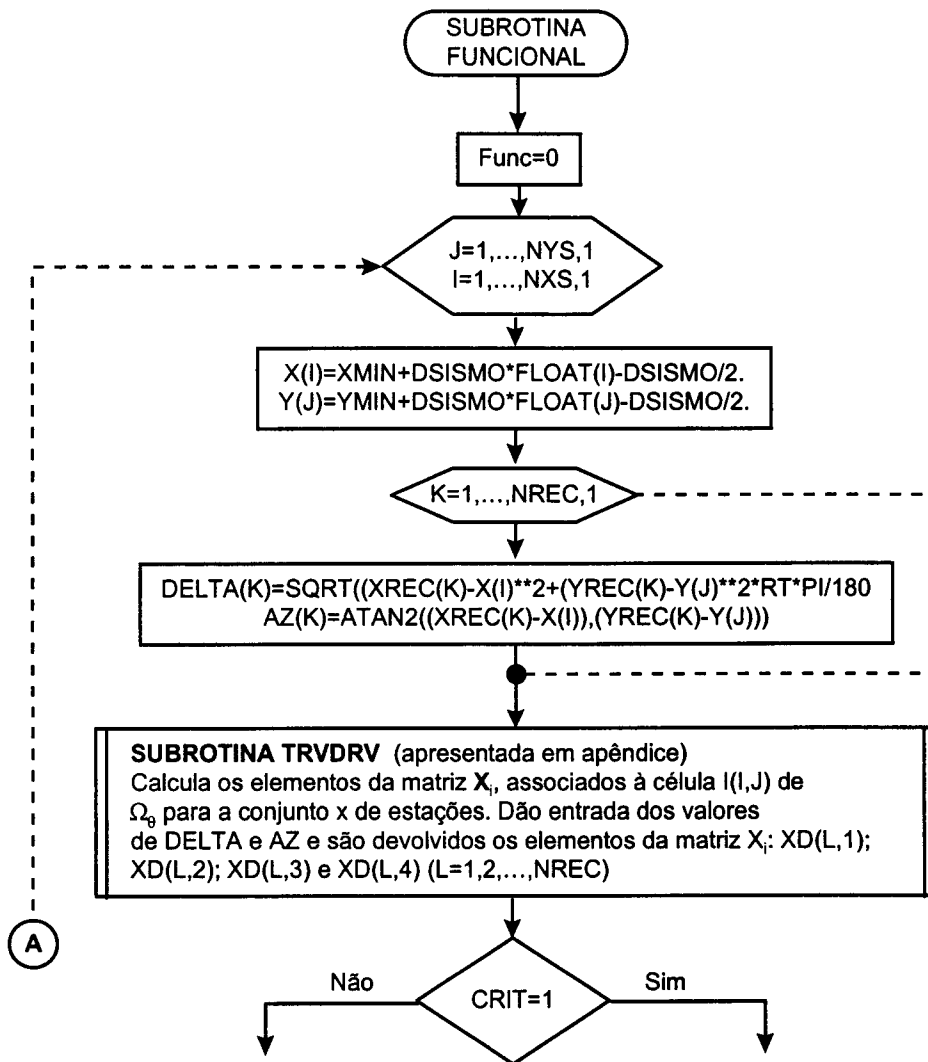 SUBROTINA
FUNCIONAL
Func=0
J=1,...,NYS,1
I=1,...,NXS,1
X(I)=XMIN+DSISMO*FLOAT(I)-DSISMO/2.
Y(J)=YMIN+DSISMO*FLOAT(J)-DSISMO/2.
K=1,...,NREC,1
DELTA(K)=SQRT((XREC(K)-X(I)**2+(YREC(K)-Y(J)**2*RT*PI/180
AZ(K)=ATAN2((XREC(K)-X(I)),(YREC(K)-Y(J)))
SUBROTINA TRVDRV (apresentada em apêndice)
Calcula os elementos da matriz Xᵢ, associados à célula I(I,J) de
Ω_θ para a conjunto x de estações. Dão entrada dos valores
de DELTA e AZ e são devolvidos os elementos da matriz Xᵢ: XD(L,1);
XD(L,2); XD(L,3) e XD(L,4) (L=1,2,...,NREC)
A
Não
CRIT=1
Sim